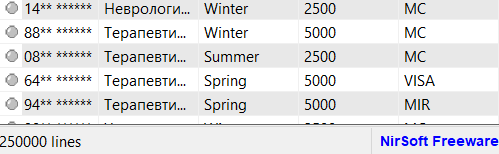 14** ****** Неврологи... Winter 2500 MC
88** ****** Терапевти... Winter 5000 MC
08** ****** Терапевти... Summer 2500 MC
64** ****** Терапевти... Spring 5000 VISA
94** ****** Терапевти... Spring 5000 MIR
250000 lines NirSoft Freeware